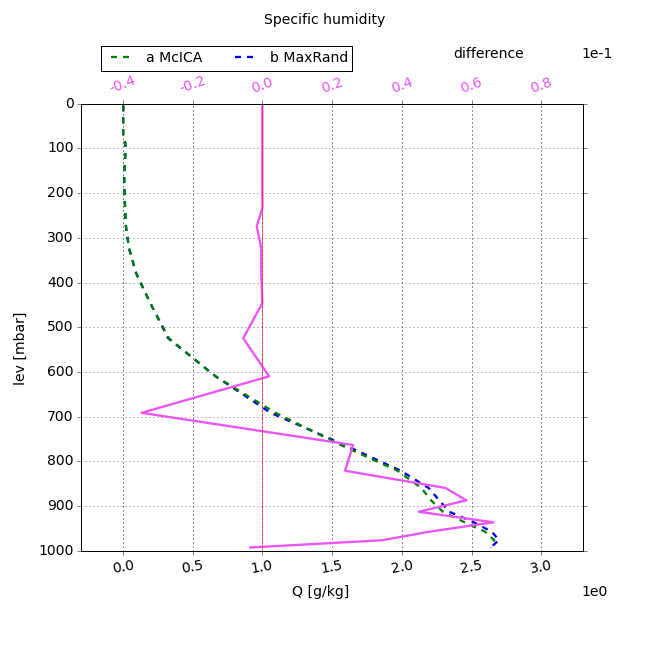 Specific humidity
a McICA b MaxRand difference 1e-1
-0.4 -0.2 0.0 0.2 0.4 0.6 0.8
0
100
200
300
400
500
600
700
800
900
1000
lev [mbar]
0.0 0.5 1.0 1.5 2.0 2.5 3.0
Q [g/kg] 1e0